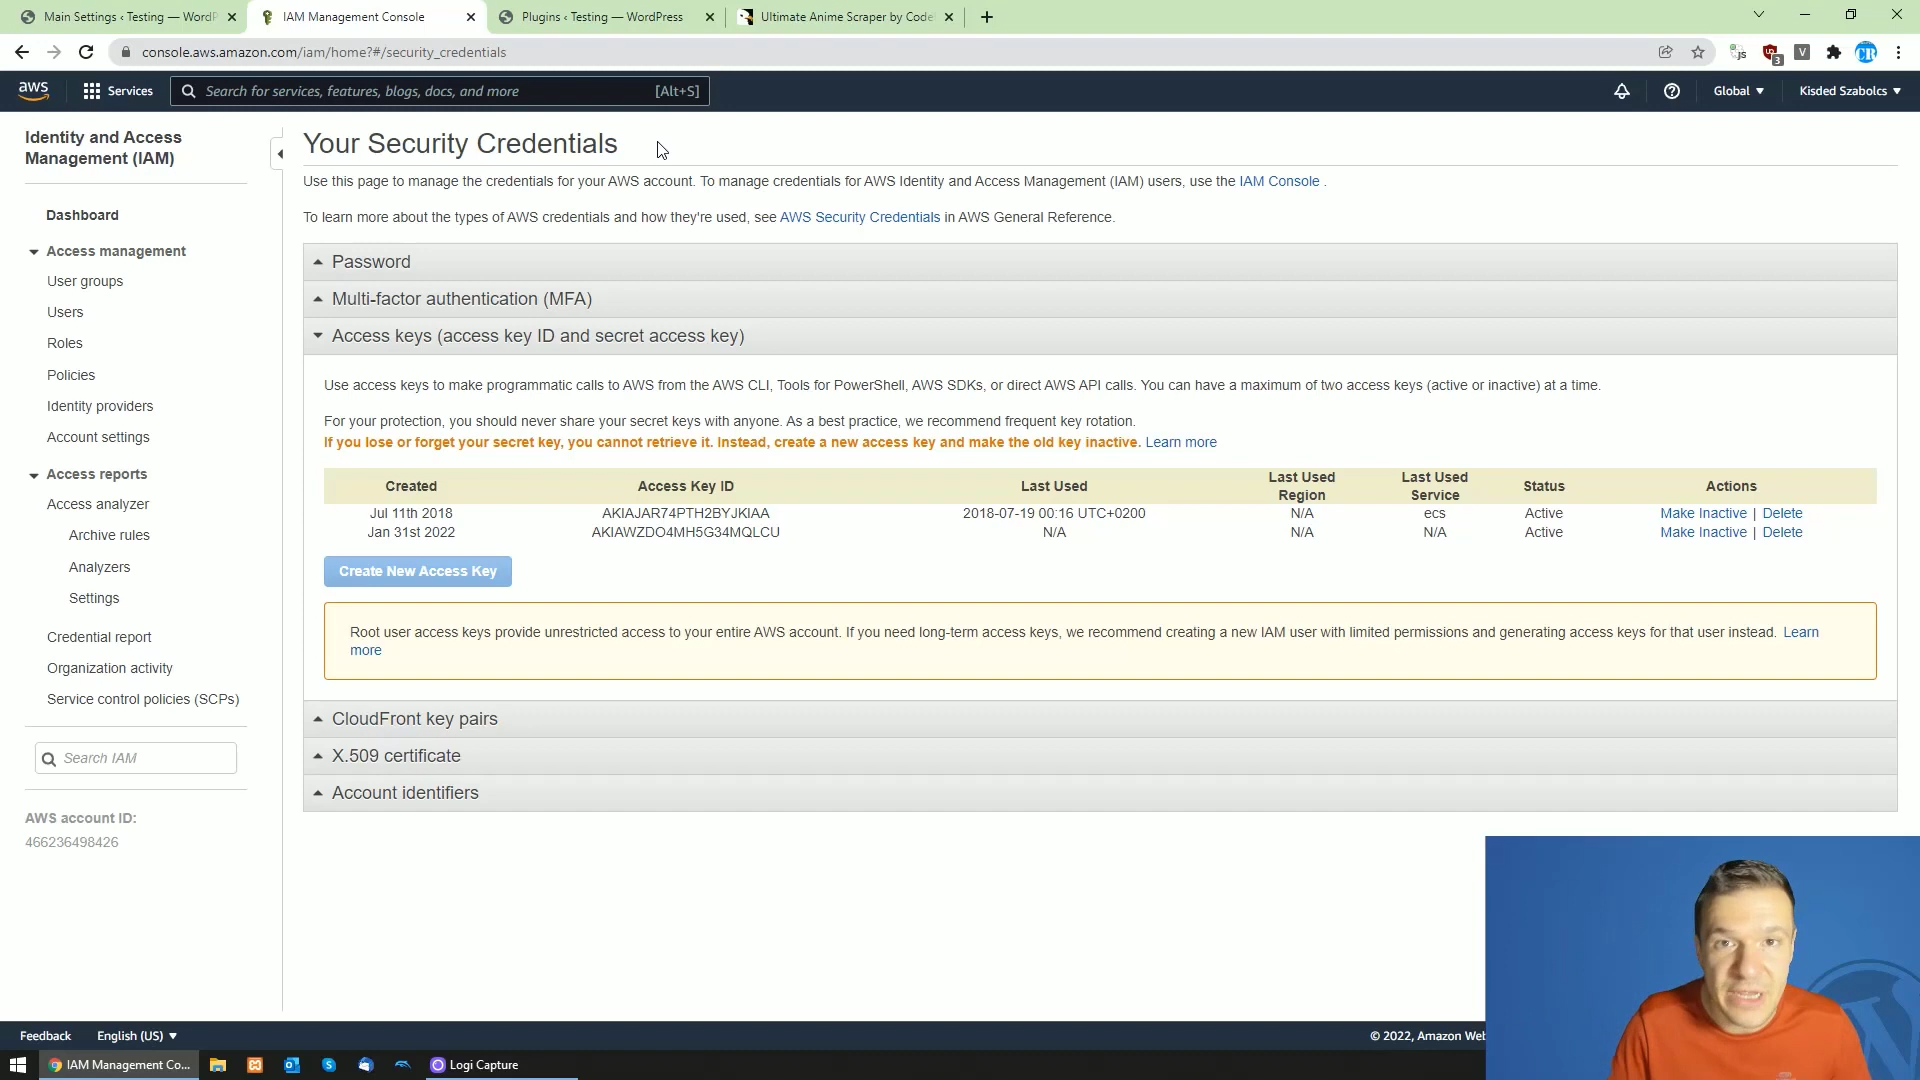 Main Settings ‹ Testing — WordP
IAM Management Console
Plugins ‹ Testing — WordPress
Ultimate Anime Scraper by Code
console.aws.amazon.com/iam/home?#/security_credentials
JS
3
V
CR
aws
Services
Search for services, features, blogs, docs, and more
[Alt+S]
Global
Kisded Szabolcs
Identity and Access
Management (IAM)
Dashboard
Access management
User groups
Users
Roles
Policies
Identity providers
Account settings
Access reports
Access analyzer
Archive rules
Analyzers
Settings
Credential report
Organization activity
Service control policies (SCPs)
Search IAM
AWS account ID:
466236498426
Your Security Credentials
Use this page to manage the credentials for your AWS account. To manage credentials for AWS Identity and Access Management (IAM) users, use the IAM Console .
To learn more about the types of AWS credentials and how they're used, see AWS Security Credentials in AWS General Reference.
Password
Multi-factor authentication (MFA)
Access keys (access key ID and secret access key)
Use access keys to make programmatic calls to AWS from the AWS CLI, Tools for PowerShell, AWS SDKs, or direct AWS API calls. You can have a maximum of two access keys (active or inactive) at a time.
For your protection, you should never share your secret keys with anyone. As a best practice, we recommend frequent key rotation.
If you lose or forget your secret key, you cannot retrieve it. Instead, create a new access key and make the old key inactive. Learn more
Created Access Key ID Last Used Last Used Region Last Used Service Status Actions
Jul 11th 2018 AKIAJAR74PTH2BYJKIAA 2018-07-19 00:16 UTC+0200 N/A ecs Active Make Inactive | Delete
Jan 31st 2022 AKIAWZDO4MH5G34MQLCU N/A N/A N/A Active Make Inactive | Delete
Create New Access Key
Root user access keys provide unrestricted access to your entire AWS account. If you need long-term access keys, we recommend creating a new IAM user with limited permissions and generating access keys for that user instead. Learn
more
CloudFront key pairs
X.509 certificate
Account identifiers
Feedback
English (US)
© 2022, Amazon Web
IAM Management Co...
Logi Capture